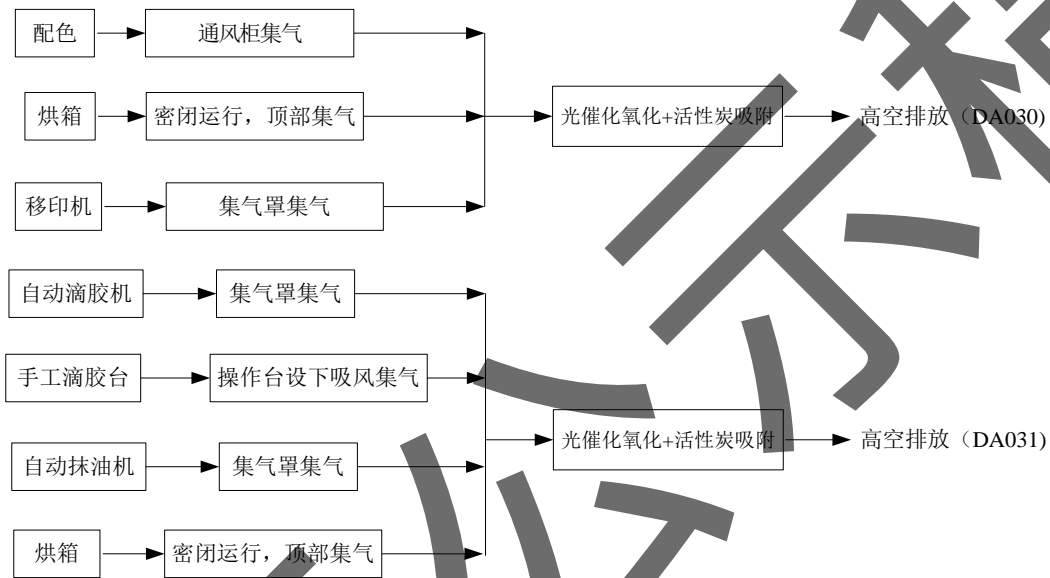 配色 通风柜集气
烘箱 密闭运行，顶部集气 光催化氧化+活性炭吸附 高空排放（DA030)
移印机 集气罩集气
自动滴胶机 集气罩集气
手工滴胶台 操作台设下吸风集气
光催化氧化+活性炭吸附 高空排放（DA031)
自动抹油机 集气罩集气
烘箱 密闭运行，顶部集气